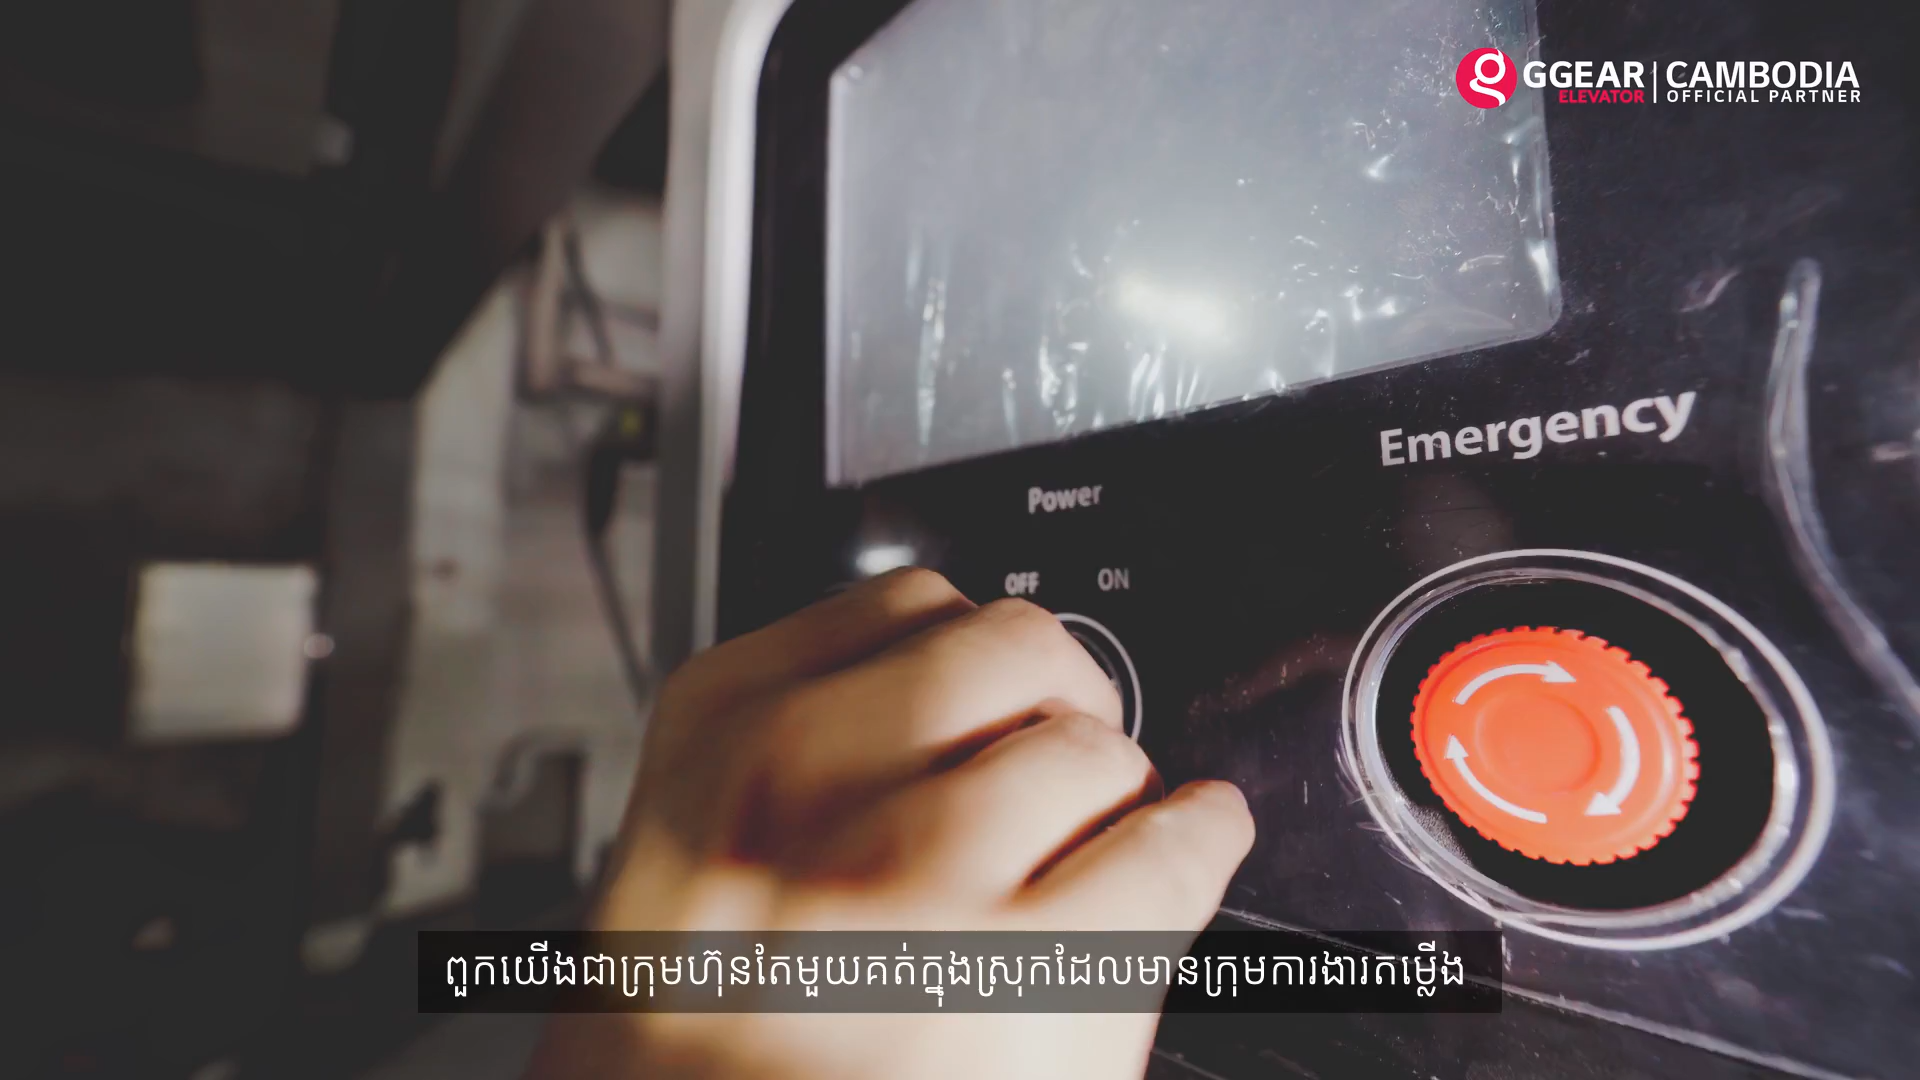 GGEAR
ELEVATOR
CAMBODIA
OFFICIAL PARTNER
Emergency
Power
OFF ON
ពួកយើងជាក្រុមហ៊ុនតែមួយគត់ក្នុងស្រុកដែលមានក្រុមការងារតម្លើង